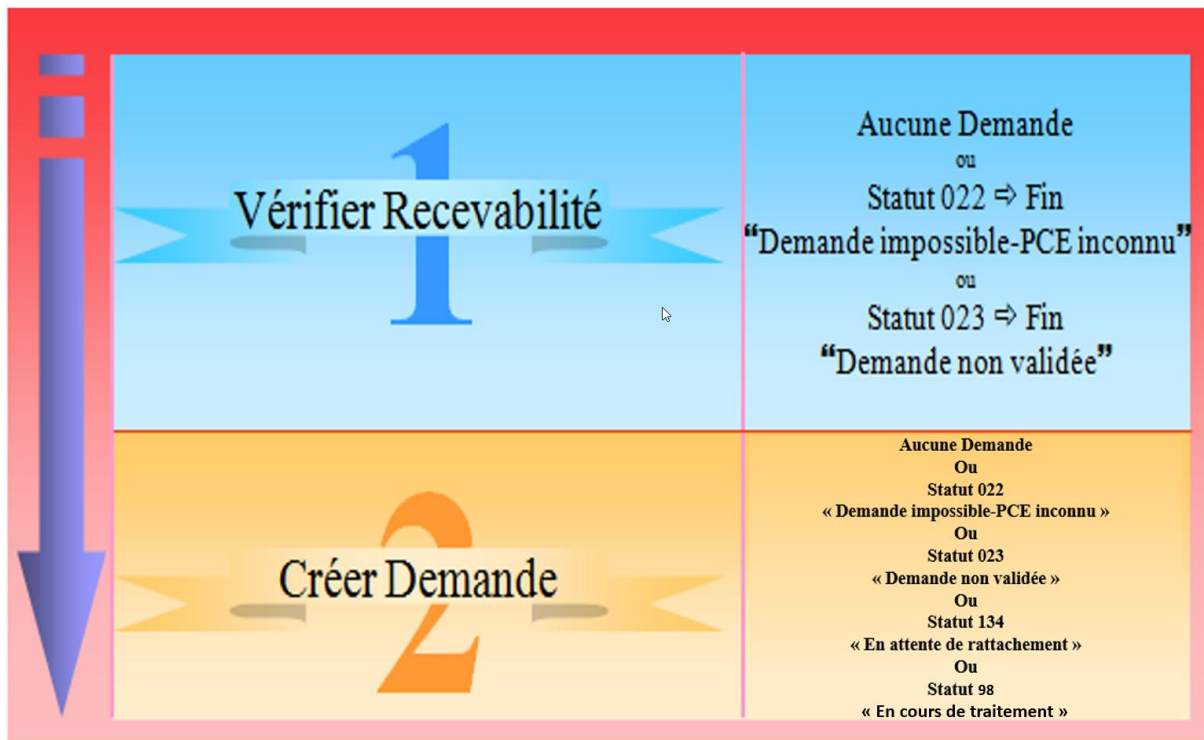 1
Vérifier Recevabilité
Aucune Demande
ou
Statut 022 ⇨ Fin
❝Demande impossible-PCE inconnu❞
ou
Statut 023 ⇨ Fin
❝Demande non validée❞
2
Créer Demande
Aucune Demande
Ou
Statut 022
« Demande impossible-PCE inconnu »
Ou
Statut 023
« Demande non validée »
Ou
Statut 134
« En attente de rattachement »
Ou
Statut 98
« En cours de traitement »